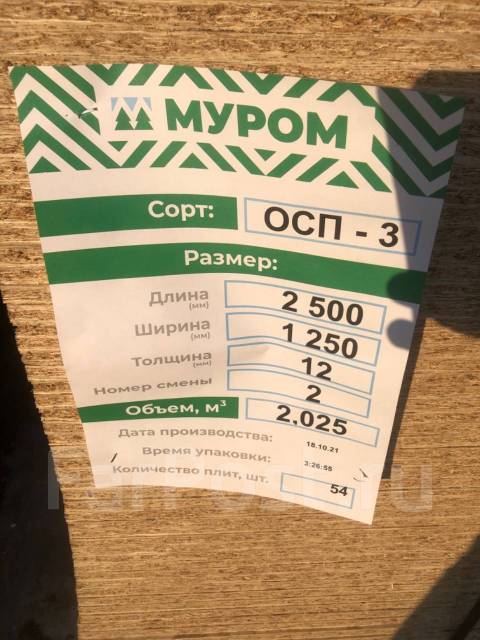 МУРОМ
Сорт: ОСП - 3
Размер:
Длина (мм) 2 500
Ширина (мм) 1 250
Толщина (мм) 12
Номер смены 2
Объем, м³ 2,025
Дата производства: 18.10.21
Время упаковки: 3:26:55
Количество плит, шт. 54